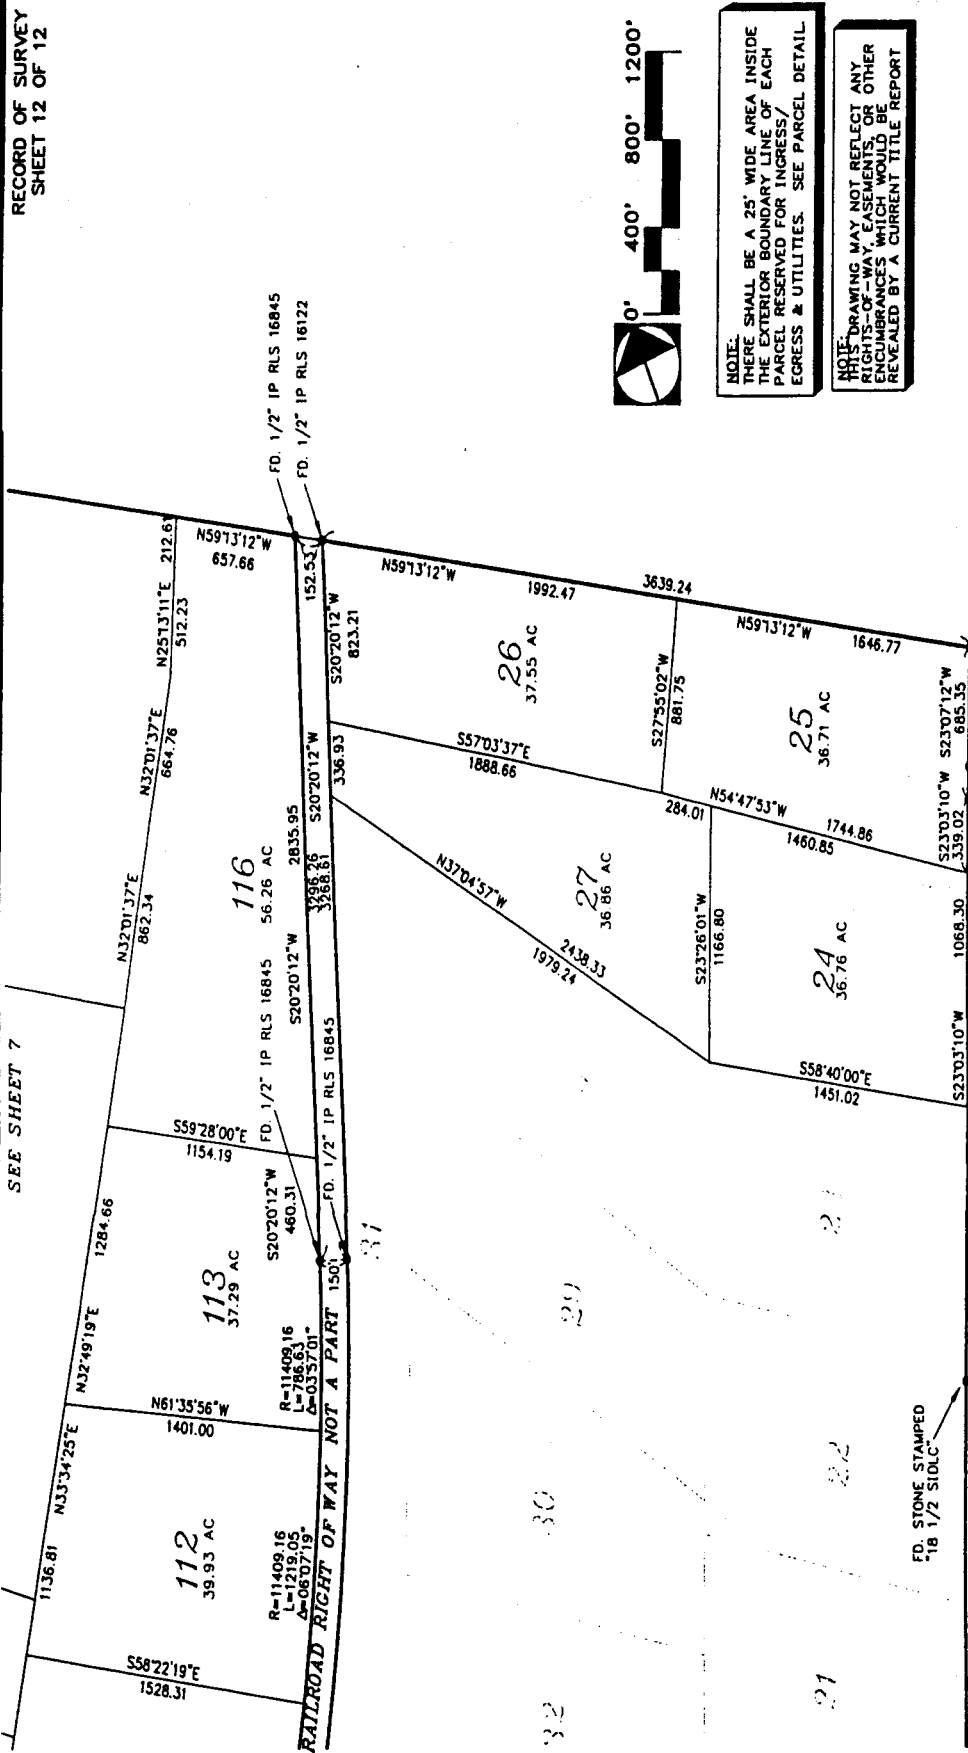 RECORD OF SURVEY
SHEET 12 OF 12
SEE SHEET 7
0' 400' 800' 1200'
NOTE:
THERE SHALL BE A 25' WIDE AREA INSIDE
THE EXTERIOR BOUNDARY LINE OF EACH
PARCEL RESERVED FOR INGRESS/
EGRESS & UTILITIES. SEE PARCEL DETAIL.
NOTE:
THIS DRAWING MAY NOT REFLECT ANY
RIGHTS-OF-WAY, EASEMENTS, OR OTHER
ENCUMBRANCES WHICH WOULD BE
REVEALED BY A CURRENT TITLE REPORT
FD. 1/2" IP RLS 16845
FD. 1/2" IP RLS 16122
N25°13'11"E 212.61
512.23
N59°13'12"W
657.66
152.53
N32°01'37"E
664.76
N32°01'37"E
862.34
116
56.26 AC
S20°20'12"W 2835.95
3296.26
3268.61
S20°20'12"W
S20°20'12"W
823.21
336.93
N59°13'12"W 1992.47
3639.24
N59°13'12"W 1646.77
26
37.55 AC
S27°55'02"W
881.75
25
36.71 AC
S23°07'12"W
685.35
S23°03'10"W
339.02
S57°03'37"E
1888.66
284.01
N54°47'53"W
1744.86
1460.85
27
36.86 AC
N37°04'57"W
2438.33
1979.24
S23°26'01"W
1166.80
24
36.76 AC
1068.30
S23°03'10"W
S58°40'00"E
1451.02
FD. 1/2" IP RLS 16845
FD. 1/2" IP RLS 16845
S59°28'00"E
1154.19
S20°20'12"W
460.31
1284.66
113
37.29 AC
N32°49'19"E
150'
R=11409.16
L=786.63
Δ=03°57'01"
N61°35'56"W
1401.00
N33°34'25"E
1136.81
112
39.93 AC
R=11409.16
L=1219.05
Δ=06°07'19"
S58°22'19"E
1528.31
RAILROAD RIGHT OF WAY NOT A PART
31
29
30
22
32
21
FD. STONE STAMPED
"18 1/2 SIDLC"